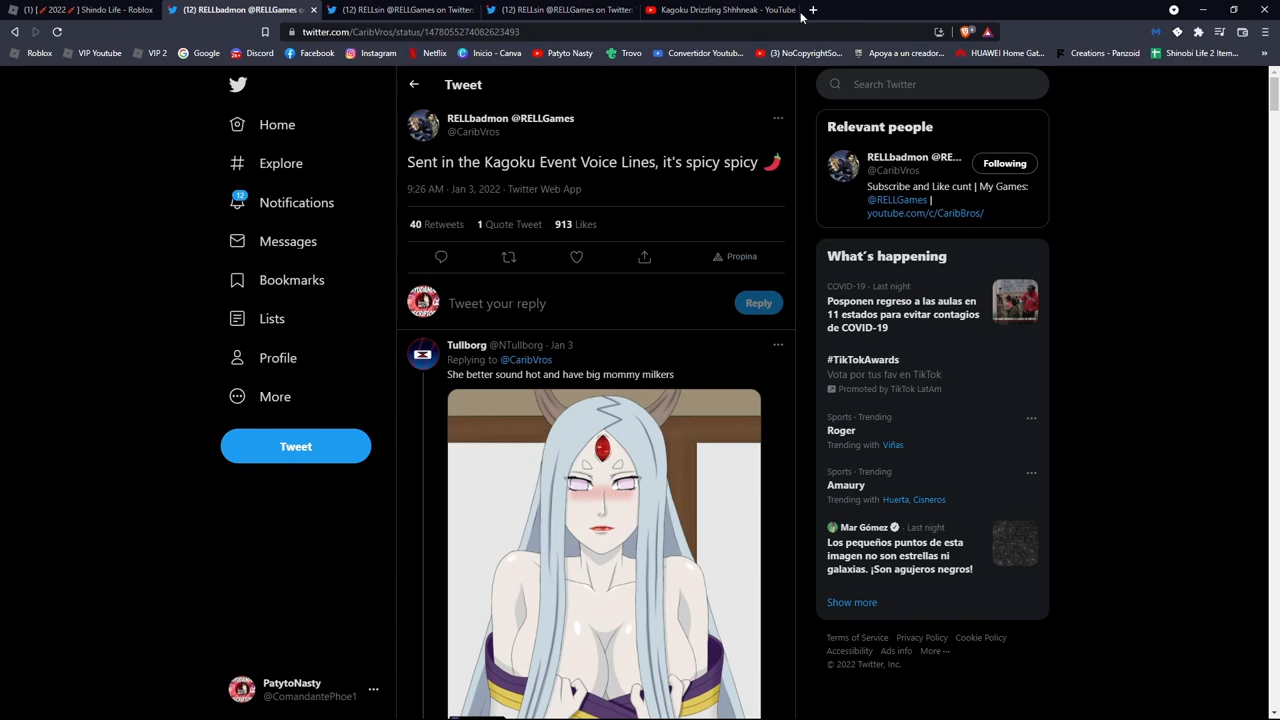 (1) [🧨2022🧨] Shindo Life - Roblox
(12) RELLbadmon @RELLGames o
(12) RELLsin @RELLGames on Twitter:
(12) RELLsin @RELLGames on Twitter:
Kagoku Drizzling Shhhneak - YouTube
twitter.com/CaribVros/status/1478055274082623493
Roblox
VIP Youtube
VIP 2
Google
Discord
Facebook
Instagram
Netflix
Inicio - Canva
Patyto Nasty
Trovo
Convertidor Youtub...
(3) NoCopyrightSo...
Apoya a un creador...
HUAWEI Home Gat...
Creations - Panzoid
Shinobi Life 2 Item...
Home
Explore
12
Notifications
Messages
Bookmarks
Lists
Profile
More
Tweet
PatytoNasty
@ComandantePhoe1
Tweet
RELLbadmon @RELLGames
@CaribVros
Sent in the Kagoku Event Voice Lines, it's spicy spicy 🌶️
9:26 AM · Jan 3, 2022 · Twitter Web App
40 Retweets 1 Quote Tweet 913 Likes
Propina
Tweet your reply
Reply
Tullborg @NTullborg · Jan 3
Replying to @CaribVros
She better sound hot and have big mommy milkers
Search Twitter
Relevant people
RELLbadmon @RE...
@CaribVros
Following
Subscribe and Like cunt | My Games:
@RELLGames |
youtube.com/c/CaribBros/
What's happening
COVID-19 · Last night
Posponen regreso a las aulas en
11 estados para evitar contagios
de COVID-19
#TikTokAwards
Vota por tus fav en TikTok
Promoted by TikTok LatAm
Sports · Trending
Roger
Trending with Viñas
Sports · Trending
Amaury
Trending with Huerta, Cisneros
Mar Gómez · Last night
Los pequeños puntos de esta
imagen no son estrellas ni
galaxias. ¡Son agujeros negros!
Show more
Terms of Service Privacy Policy Cookie Policy
Accessibility Ads info More ···
© 2022 Twitter, Inc.